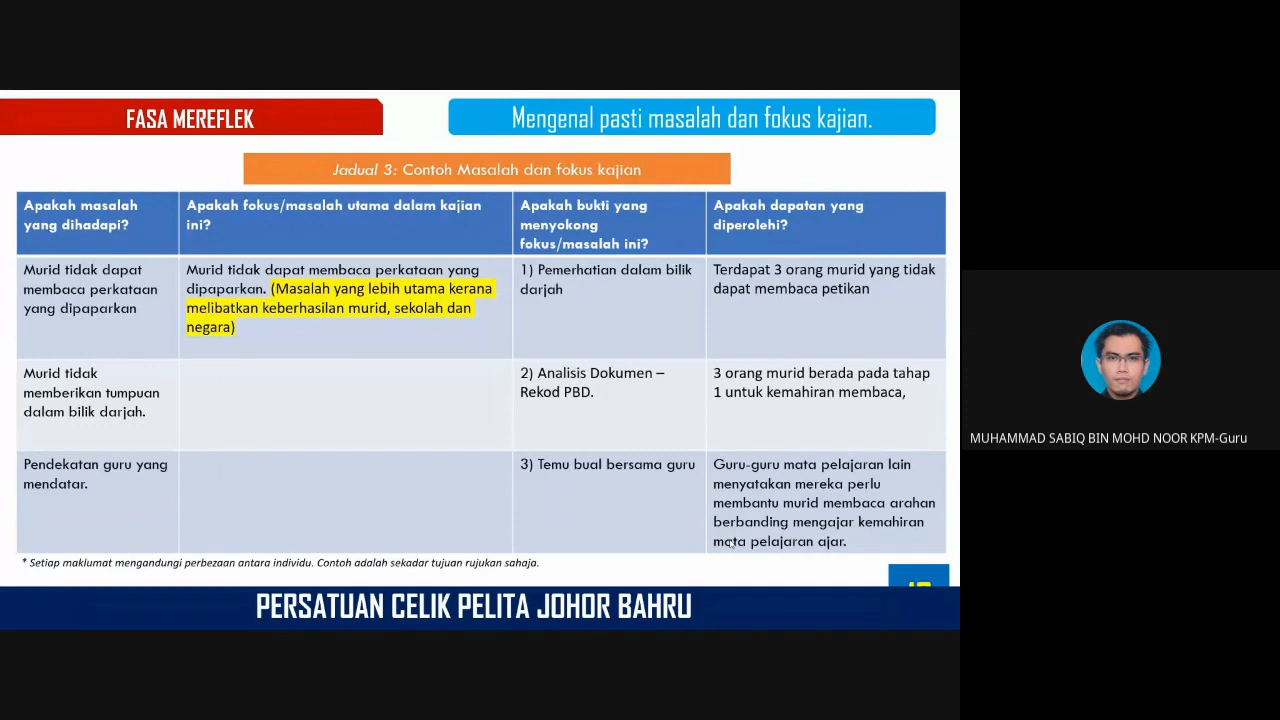 FASA MEREFLEK
Mengenal pasti masalah dan fokus kajian.
Jadual 3: Contoh Masalah dan fokus kajian
Apakah masalah
yang dihadapi?
Apakah fokus/masalah utama dalam kajian
ini?
Apakah bukti yang
menyokong
fokus/masalah ini?
Apakah dapatan yang
diperolehi?
Murid tidak dapat
membaca perkataan
yang dipaparkan
Murid tidak dapat membaca perkataan yang
dipaparkan. (Masalah yang lebih utama kerana
melibatkan keberhasilan murid, sekolah dan
negara)
1) Pemerhatian dalam bilik
darjah
Terdapat 3 orang murid yang tidak
dapat membaca petikan
Murid tidak
memberikan tumpuan
dalam bilik darjah.
2) Analisis Dokumen –
Rekod PBD.
3 orang murid berada pada tahap
1 untuk kemahiran membaca,
Pendekatan guru yang
mendatar.
3) Temu bual bersama guru
Guru-guru mata pelajaran lain
menyatakan mereka perlu
membantu murid membaca arahan
berbanding mengajar kemahiran
mata pelajaran ajar.
* Setiap maklumat mengandungi perbezaan antara individu. Contoh adalah sekadar tujuan rujukan sahaja.
PERSATUAN CELIK PELITA JOHOR BAHRU
MUHAMMAD SABIQ BIN MOHD NOOR KPM-Guru